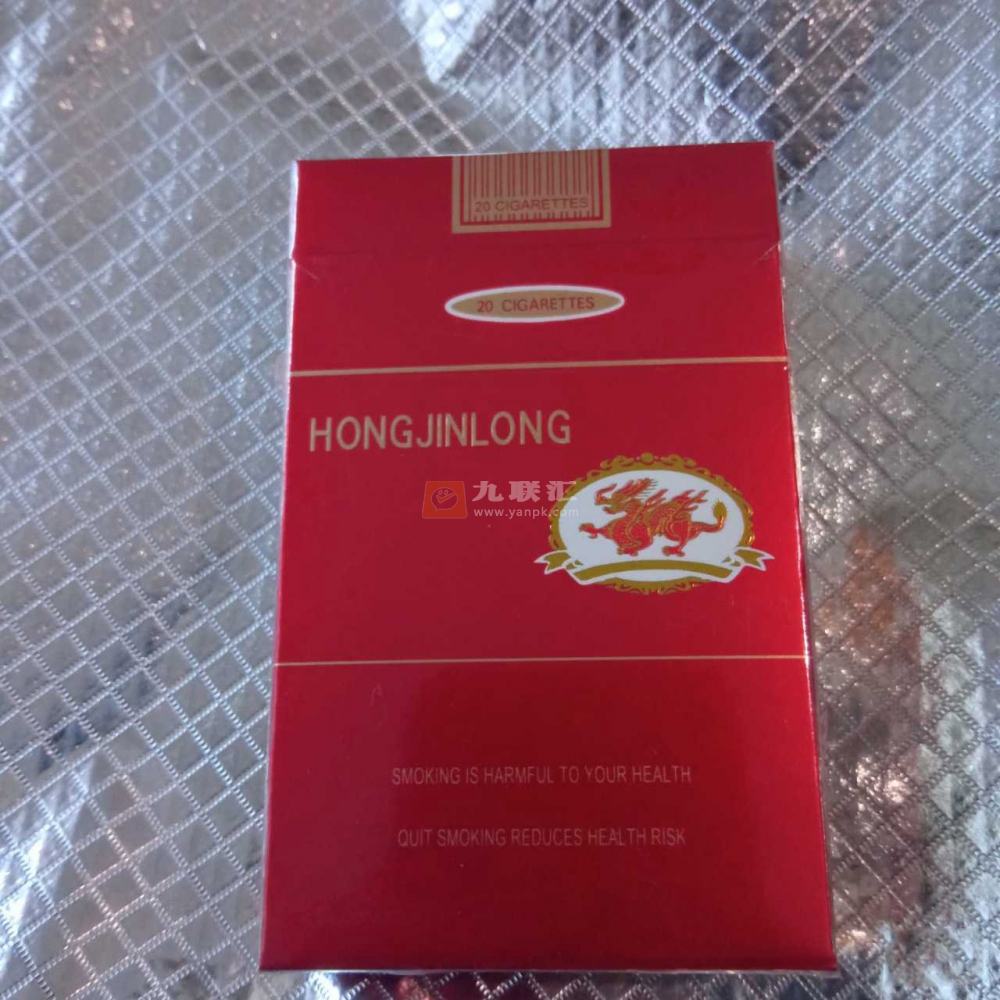 20 CIGARETTES
20 CIGARETTES
HONGJINLONG
九联汇
www.yanpk.com
SMOKING IS HARMFUL TO YOUR HEALTH
QUIT SMOKING REDUCES HEALTH RISK